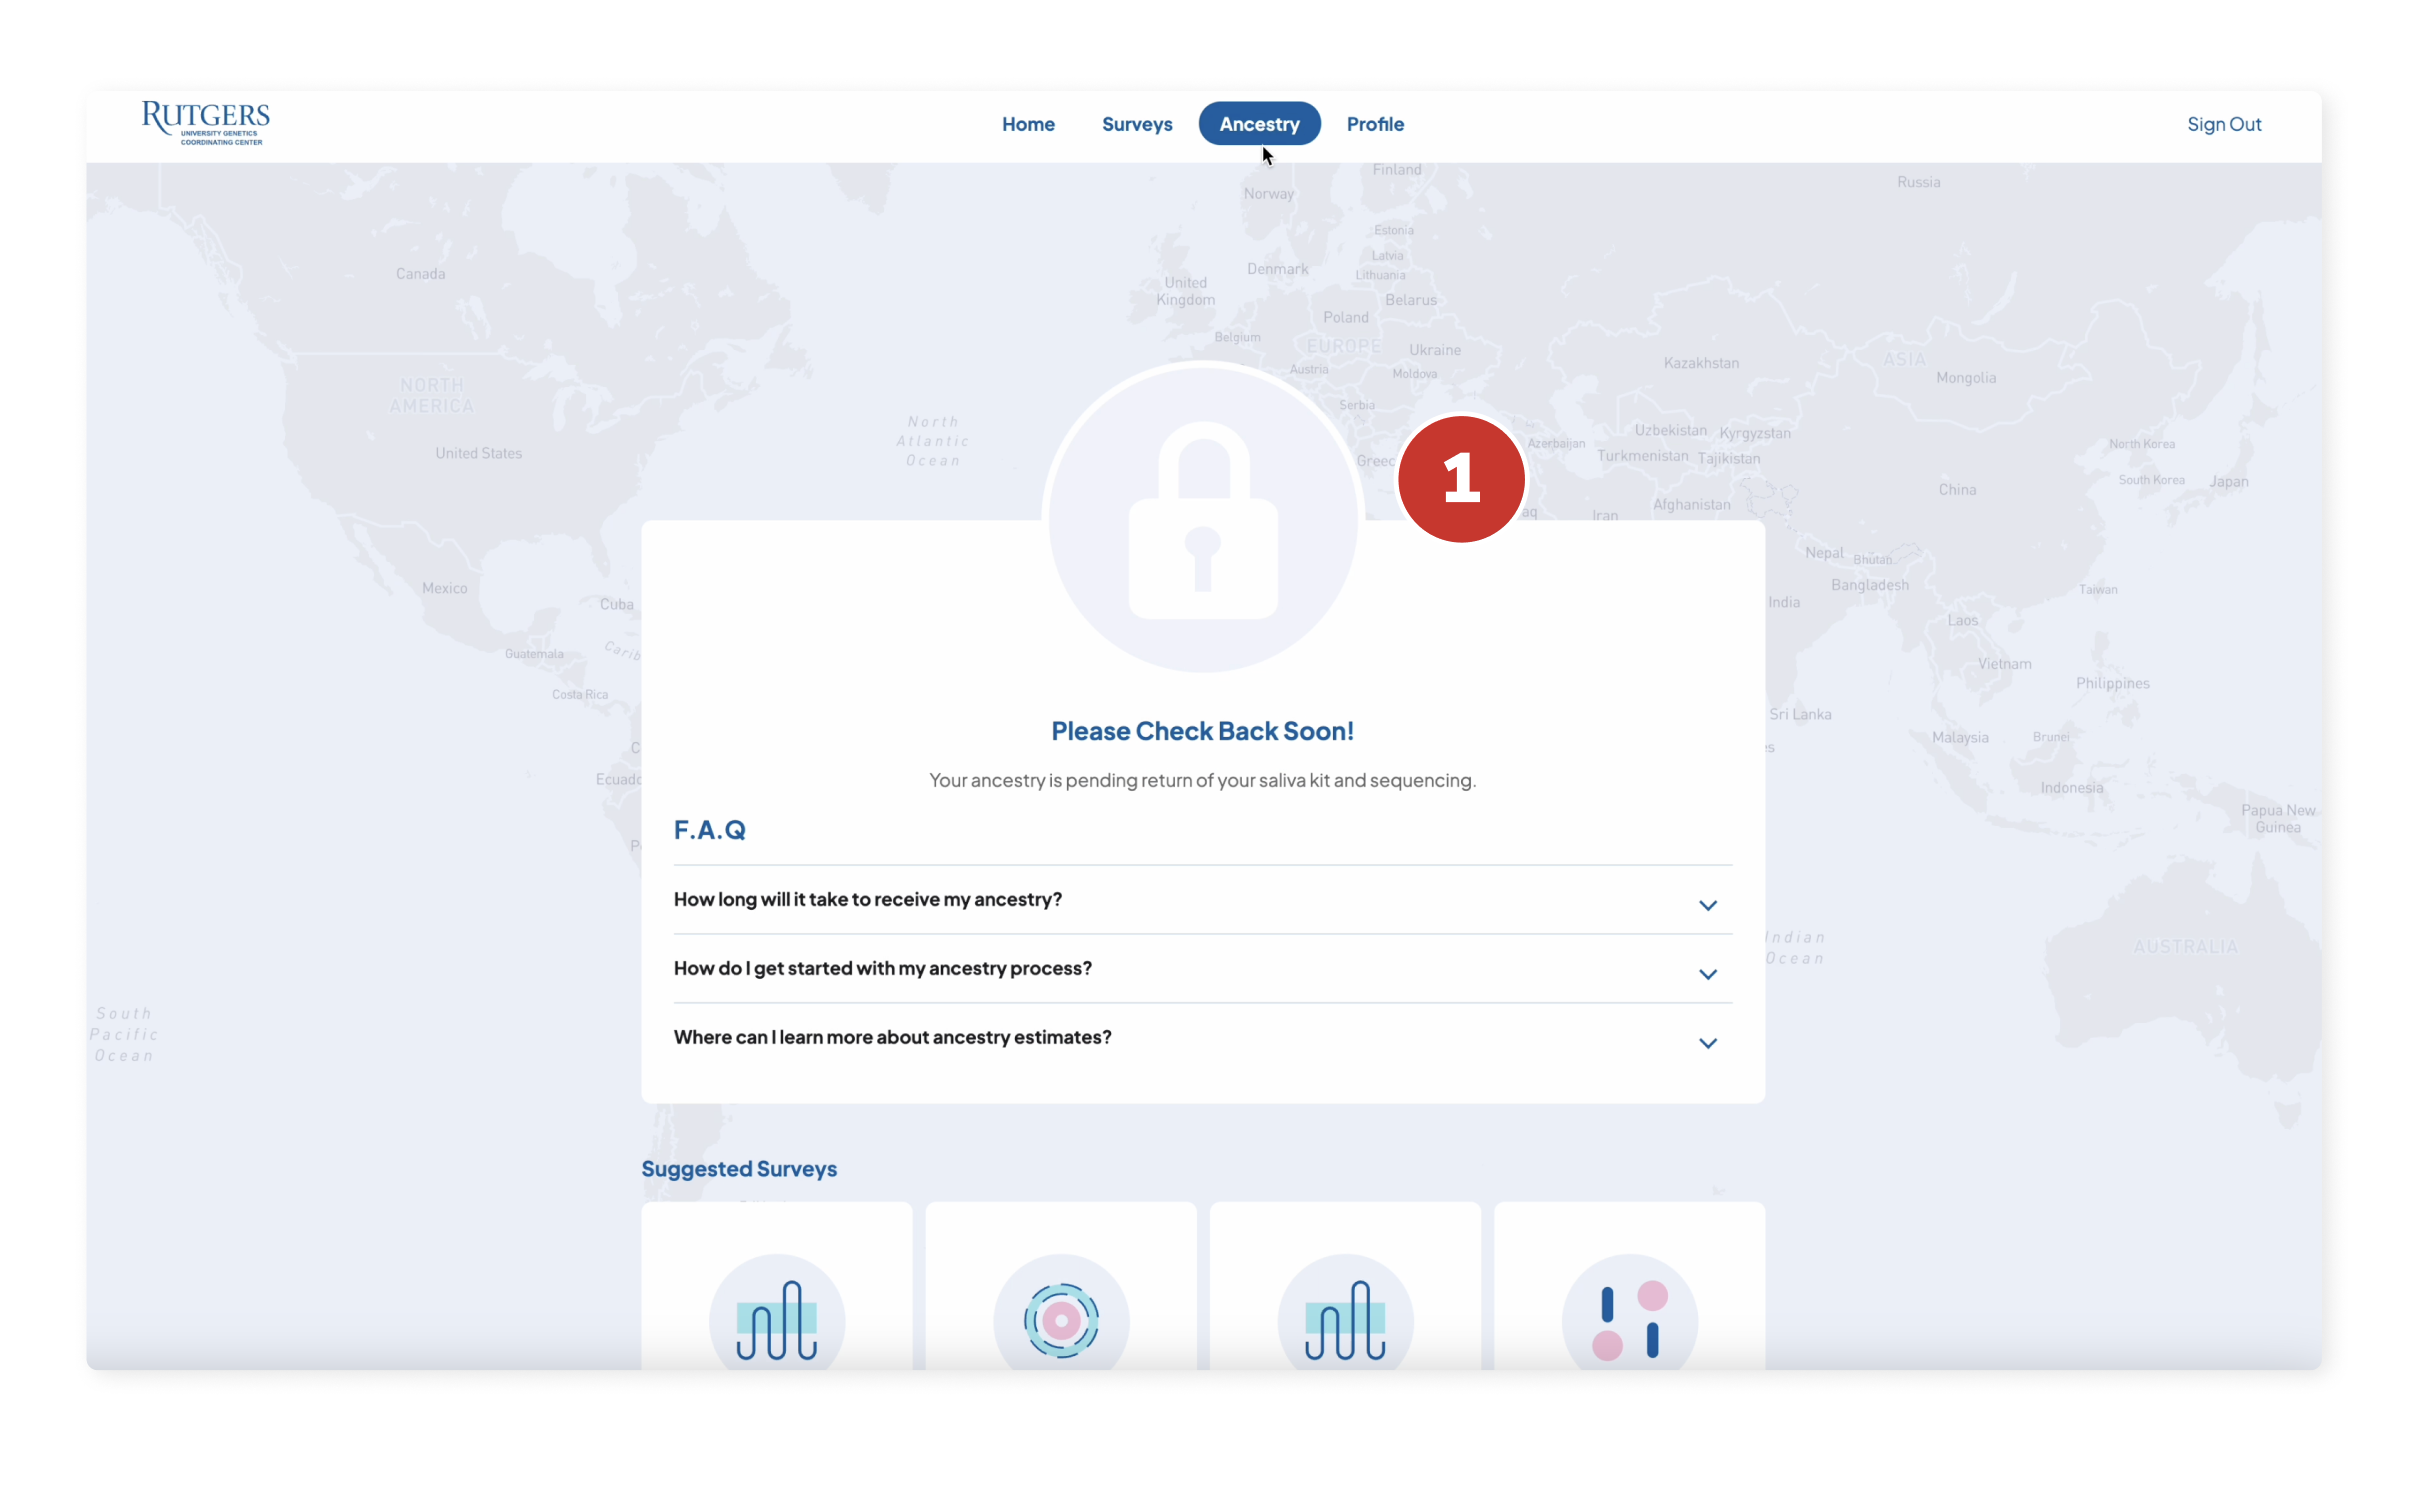 RUTGERS
UNIVERSITY GENETICS
COORDINATING CENTER
Home
Surveys
Ancestry
Profile
Sign Out
Finland
Norway
Russia
Estonia
Latvia
Denmark
Lithuania
Canada
United
Kingdom
Belarus
Poland
Belgium
EUROPE
Ukraine
Kazakhstan
ASIA
Austria
Moldova
Mongolia
NORTH
AMERICA
Serbia
North
Atlantic
Ocean
Uzbekistan
Kyrgyzstan
Azerbaijan
North Korea
United States
Turkmenistan
Tajikistan
Greec
1
South Korea
Japan
China
Afghanistan
aq
Iran
Nepal
Bhutan
Bangladesh
Mexico
Taiwan
Cuba
India
Laos
Guatemala
Carib
Vietnam
Philippines
Costa Rica
Sri Lanka
Please Check Back Soon!
Malaysia
Brunei
C
es
Ecuado
Your ancestry is pending return of your saliva kit and sequencing.
Indonesia
Papua New
Guinea
F.A.Q
P
How long will it take to receive my ancestry?
Indian
Ocean
AUSTRALIA
How do I get started with my ancestry process?
South
Pacific
Ocean
Where can I learn more about ancestry estimates?
Suggested Surveys